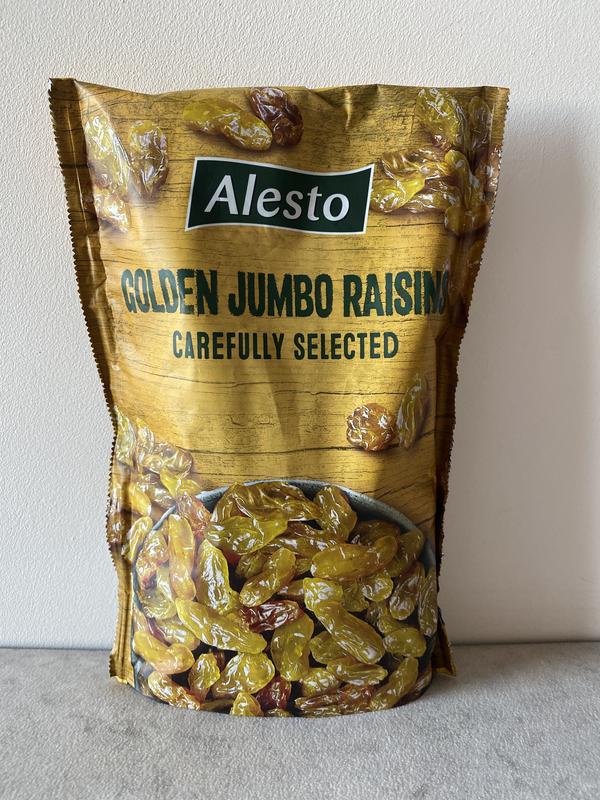 Alesto
GOLDEN JUMBO RAISINS
CAREFULLY SELECTED